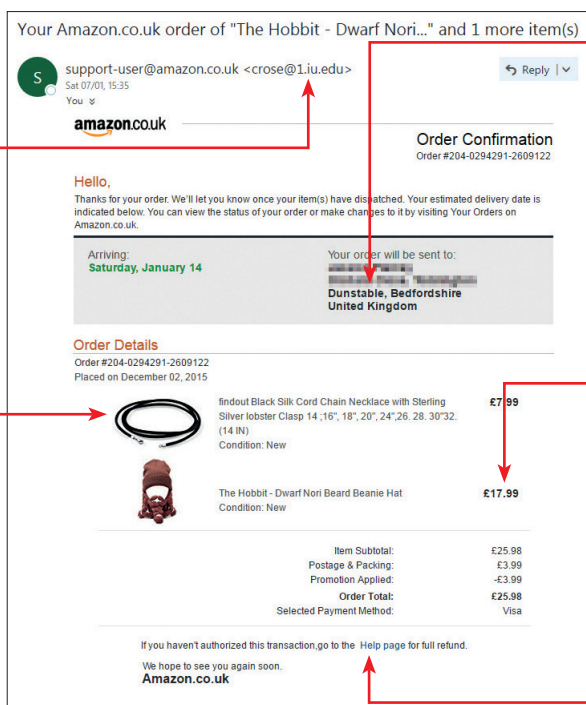 Your Amazon.co.uk order of "The Hobbit - Dwarf Nori..." and 1 more item(s)
S
support-user@amazon.co.uk <crose@1.iu.edu>
Reply
Sat 07/01, 15:35
You
amazon.co.uk
Order Confirmation
Order #204-0294291-2609122
Hello,
Thanks for your order. We'll let you know once your item(s) have dispatched. Your estimated delivery date is
indicated below. You can view the status of your order or make changes to it by visiting Your Orders on
Amazon.co.uk.
Arriving:
Saturday, January 14
Your order will be sent to:
Dunstable, Bedfordshire
United Kingdom
Order Details
Order #204-0294291-2609122
Placed on December 02, 2015
findout Black Silk Cord Chain Necklace with Sterling £7.99
Silver lobster Clasp 14 ;16", 18", 20", 24",26. 28. 30"32.
(14 IN)
Condition: New
The Hobbit - Dwarf Nori Beard Beanie Hat £17.99
Condition: New
Item Subtotal: £25.98
Postage & Packing: £3.99
Promotion Applied: -£3.99
Order Total: £25.98
Selected Payment Method: Visa
If you haven't authorized this transaction,go to the Help page for full refund.
We hope to see you again soon.
Amazon.co.uk